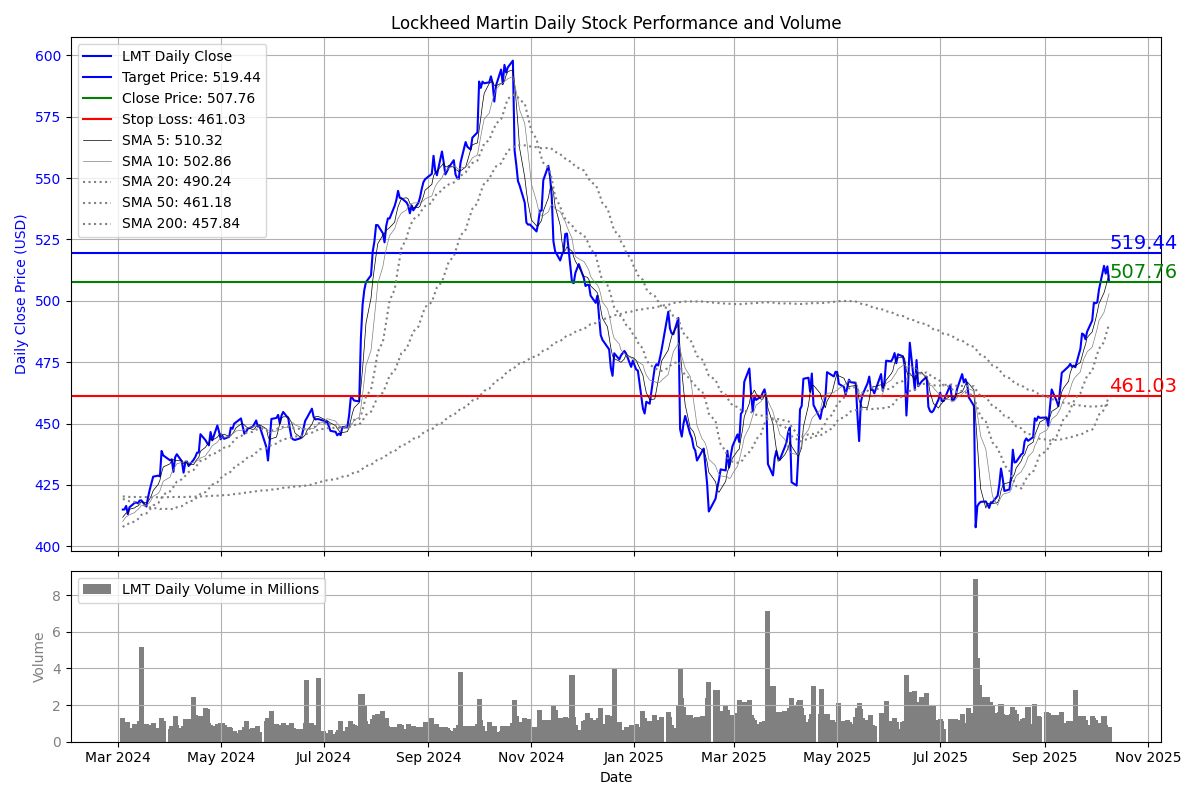 Lockheed Martin Daily Stock Performance and Volume
LMT Daily Close
Target Price: 519.44
Close Price: 507.76
Stop Loss: 461.03
SMA 5: 510.32
SMA 10: 502.86
SMA 20: 490.24
SMA 50: 461.18
SMA 200: 457.84
Daily Close Price (USD)
600
575
550
525
500
475
450
425
400
519.44
507.76
461.03
LMT Daily Volume in Millions
Volume
8
6
4
2
0
Mar 2024 May 2024 Jul 2024 Sep 2024 Nov 2024 Jan 2025 Mar 2025 May 2025 Jul 2025 Sep 2025 Nov 2025
Date